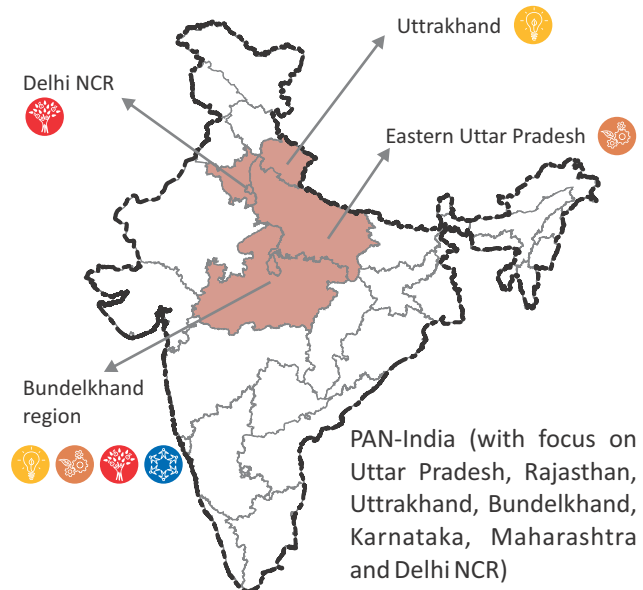 Uttrakhand
Delhi NCR
Eastern Uttar Pradesh
Bundelkhand
region
PAN-India (with focus on
Uttar Pradesh, Rajasthan,
Uttrakhand, Bundelkhand,
Karnataka, Maharashtra
and Delhi NCR)